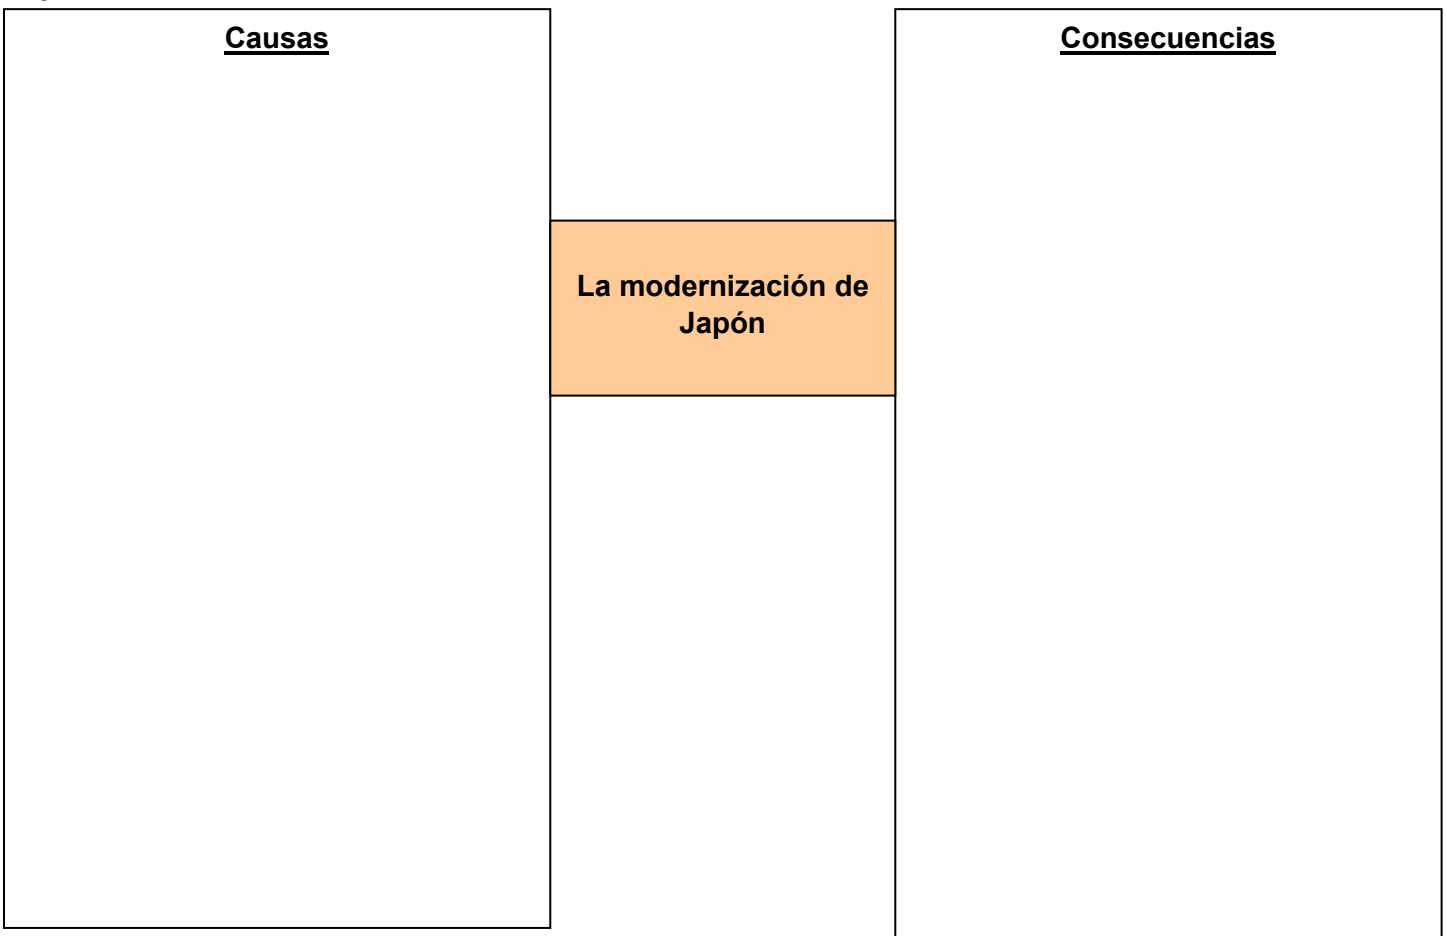 Causas
Consecuencias
La modernización de
Japón